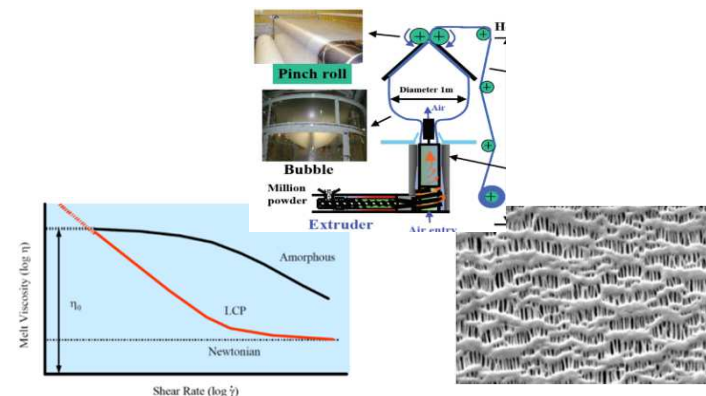 Pinch roll
Diameter 1m
Air
Bubble
Million
powder
Extruder
Air entry
Melt Viscosity (log η)
η₀
Amorphous
LCP
Newtonian
Shear Rate (log γ̇)